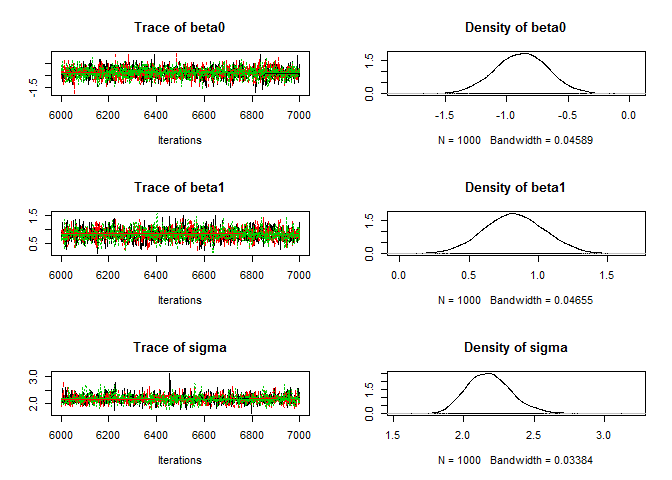 Trace of beta0
-1.5
6000 6200 6400 6600 6800 7000
Iterations
Density of beta0
0.0 1.5
-1.5 -1.0 -0.5 0.0
N = 1000 Bandwidth = 0.04589
Trace of beta1
0.5 1.5
6000 6200 6400 6600 6800 7000
Iterations
Density of beta1
0.0 1.5
0.0 0.5 1.0 1.5
N = 1000 Bandwidth = 0.04655
Trace of sigma
2.0 3.0
6000 6200 6400 6600 6800 7000
Iterations
Density of sigma
0.0 1.5
1.5 2.0 2.5 3.0
N = 1000 Bandwidth = 0.03384